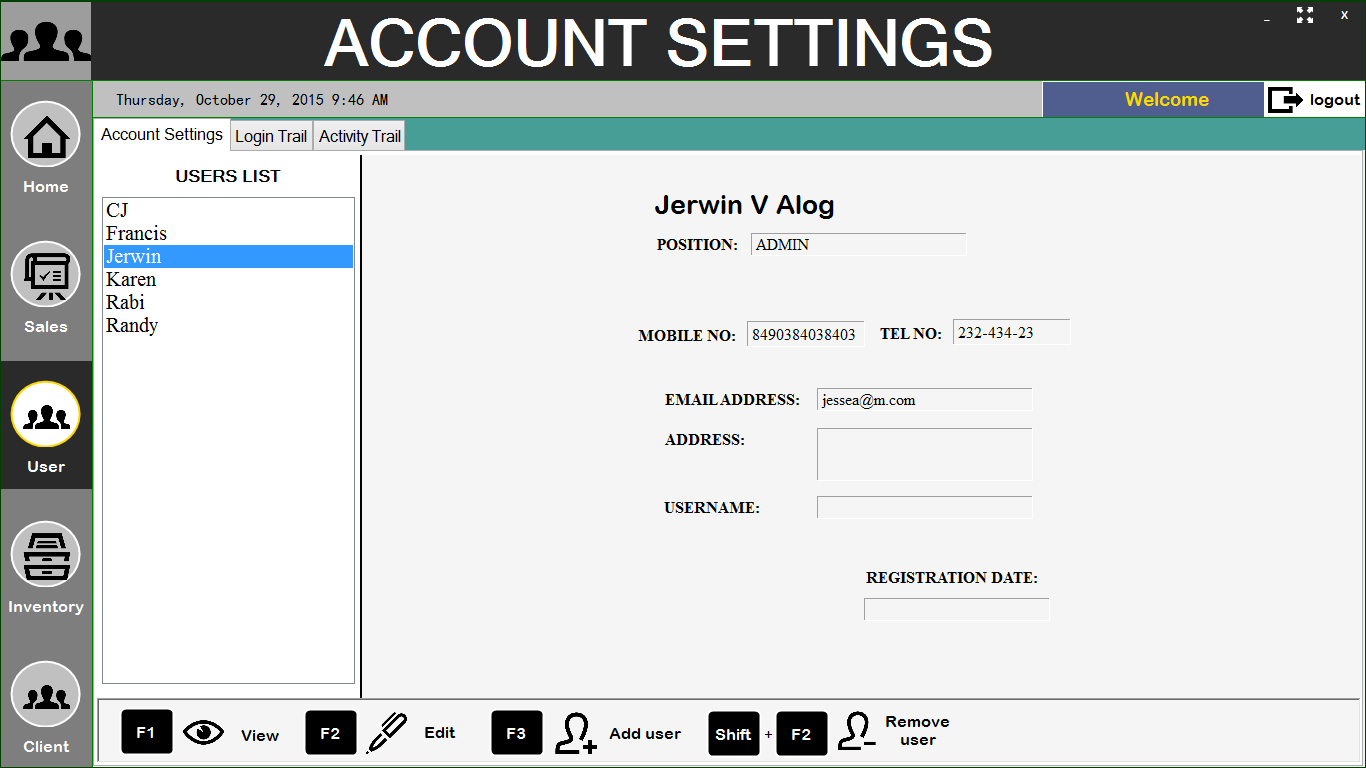 ACCOUNT SETTINGS
_ x
Thursday, October 29, 2015 9:46 AM
Welcome
logout
Account Settings
Login Trail
Activity Trail
Home
Sales
User
Inventory
Client
USERS LIST
CJ
Francis
Jerwin
Karen
Rabi
Randy
Jerwin V Alog
POSITION: ADMIN
MOBILE NO: 8490384038403 TEL NO: 232-434-23
EMAIL ADDRESS: jessea@m.com
ADDRESS:
USERNAME:
REGISTRATION DATE:
F1 View
F2 Edit
F3 Add user
Shift + F2 Remove
user